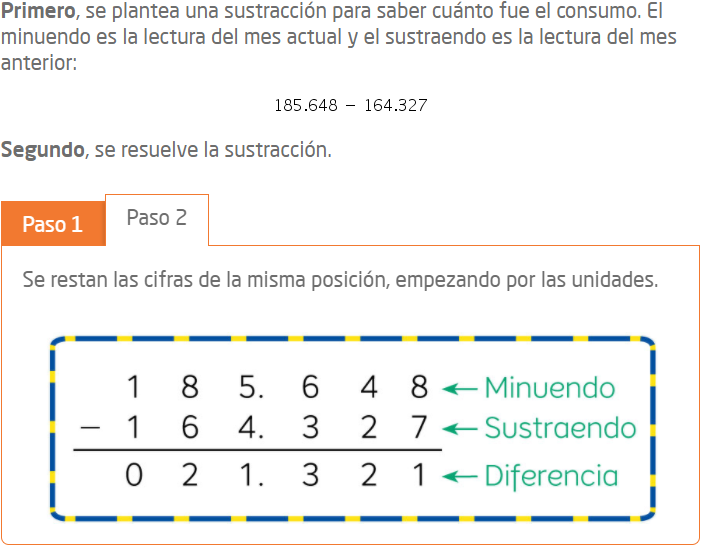 Primero, se plantea una sustracción para saber cuánto fue el consumo. El
minuendo es la lectura del mes actual y el sustraendo es la lectura del mes
anterior:
185.648 − 164.327
Segundo, se resuelve la sustracción.
Paso 1 Paso 2
Se restan las cifras de la misma posición, empezando por las unidades.
1 8 5. 6 4 8 ← Minuendo
− 1 6 4. 3 2 7 ← Sustraendo
0 2 1. 3 2 1 ← Diferencia